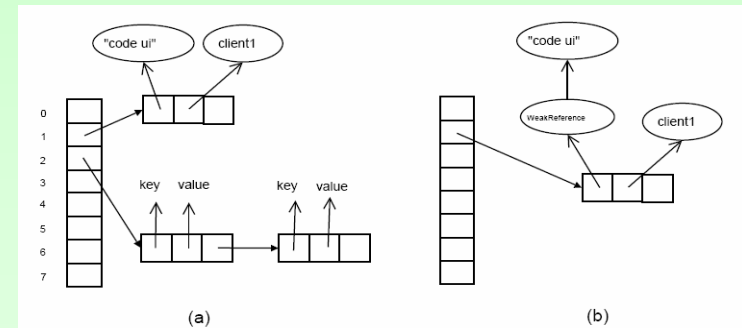 "code ui" client1
0
1
2
3
4
5
6
7
key value key value
(a)
"code ui"
WeakReference
client1
(b)